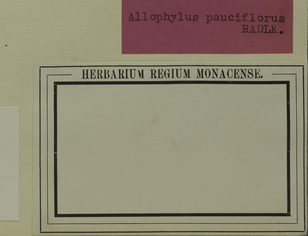 Allophylus pauciflorus
RADLK.
HERBARIUM REGIUM MONACENSE.